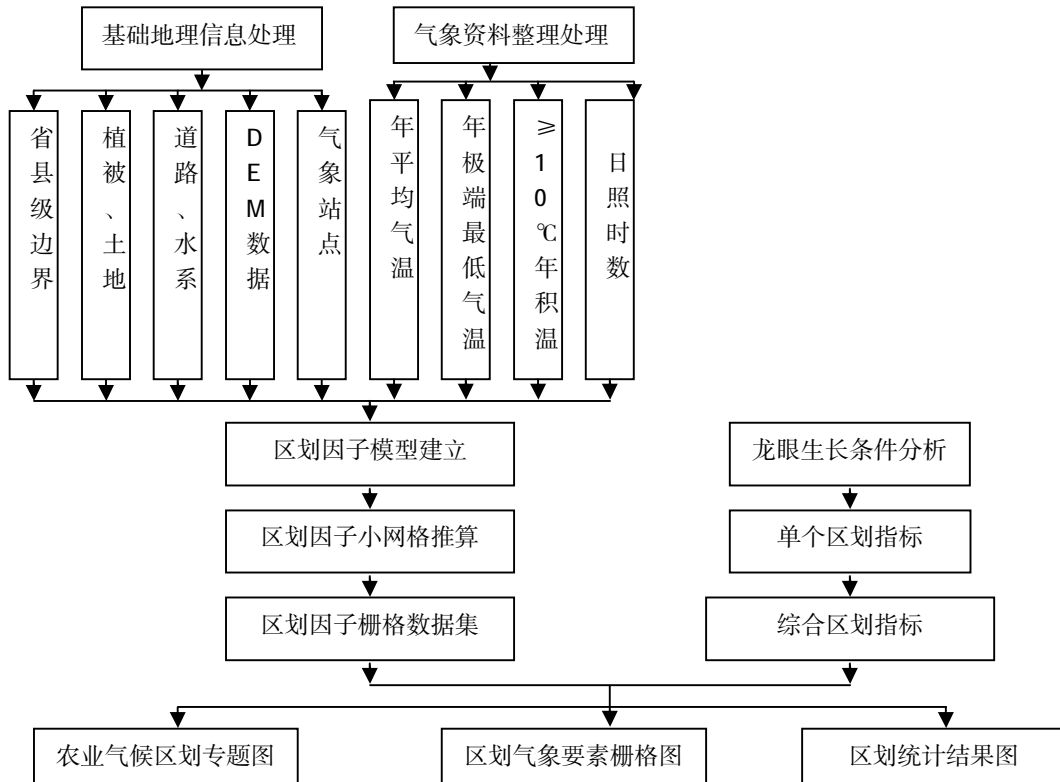 基础地理信息处理
气象资料整理处理
省县级边界
植被、土地
道路、水系
DEM数据
气象站点
年平均气温
年极端最低气温
≥10℃年积温
日照时数
区划因子模型建立
龙眼生长条件分析
区划因子小网格推算
单个区划指标
区划因子栅格数据集
综合区划指标
农业气候区划专题图
区划气象要素栅格图
区划统计结果图